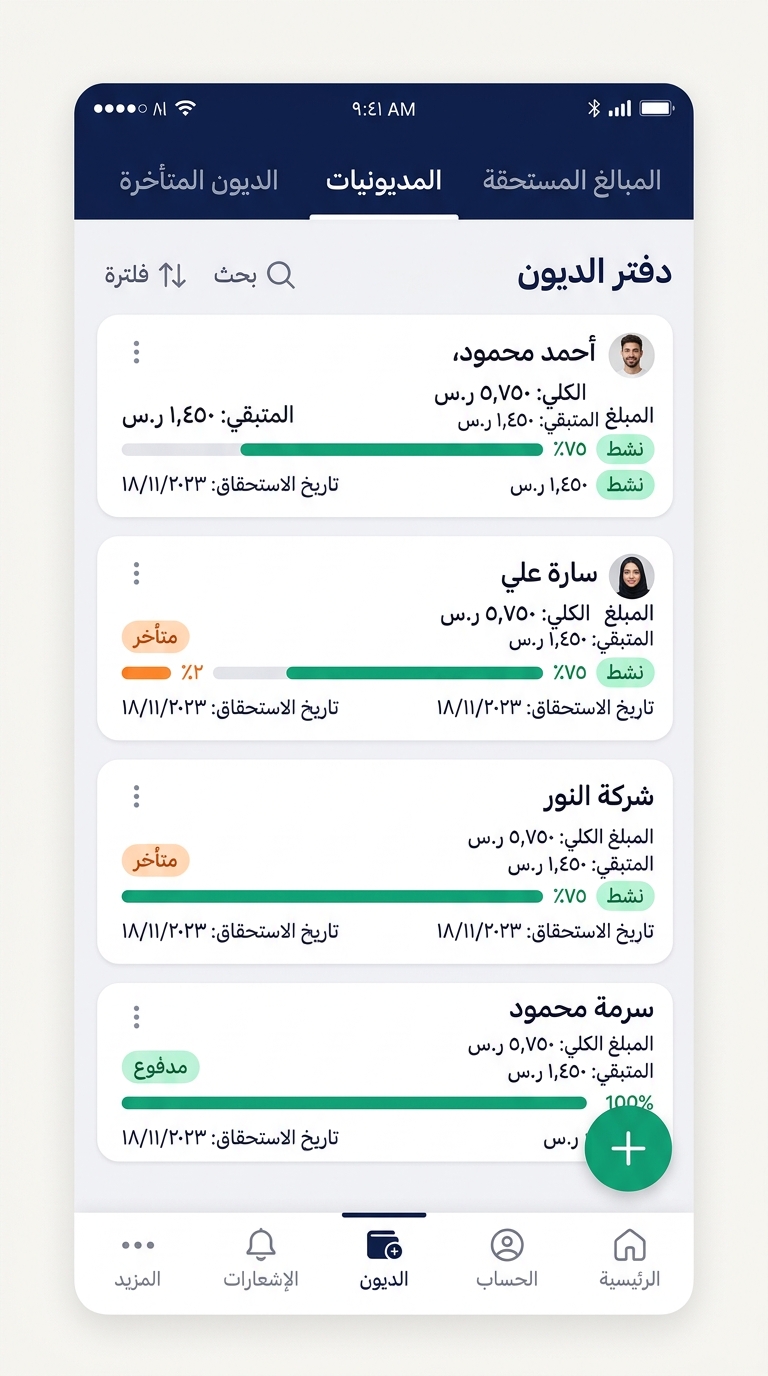 ٩:٤١ AM
المبالغ المستحقة
المديونيات
الديون المتأخرة
دفتر الديون
بحث
فلترة
أحمد محمود،
الكلي: ٥,٧٥٠ ر.س
المبلغ المتبقي: ١,٤٥٠ ر.س
المتبقي: ١,٤٥٠ ر.س
نشط ٪٧٥
نشط ١,٤٥٠ ر.س
تاريخ الاستحقاق: ١٨/١١/٢٠٢٣
سارة علي
المبلغ الكلي: ٥,٧٥٠ ر.س
المتبقي: ١,٤٥٠ ر.س
متأخر
نشط ٪٧٥
٪٢
تاريخ الاستحقاق: ١٨/١١/٢٠٢٣
تاريخ الاستحقاق: ١٨/١١/٢٠٢٣
شركة النور
المبلغ الكلي: ٥,٧٥٠ ر.س
المتبقي: ١,٤٥٠ ر.س
متأخر
نشط ٪٧٥
تاريخ الاستحقاق: ١٨/١١/٢٠٢٣
تاريخ الاستحقاق: ١٨/١١/٢٠٢٣
سرمة محمود
المبلغ الكلي: ٥,٧٥٠ ر.س
المتبقي: ١,٤٥٠ ر.س
مدفوع
100%
ر.س
تاريخ الاستحقاق: ١٨/١١/٢٠٢٣
الرئيسية
الحساب
الديون
الإشعارات
المزيد